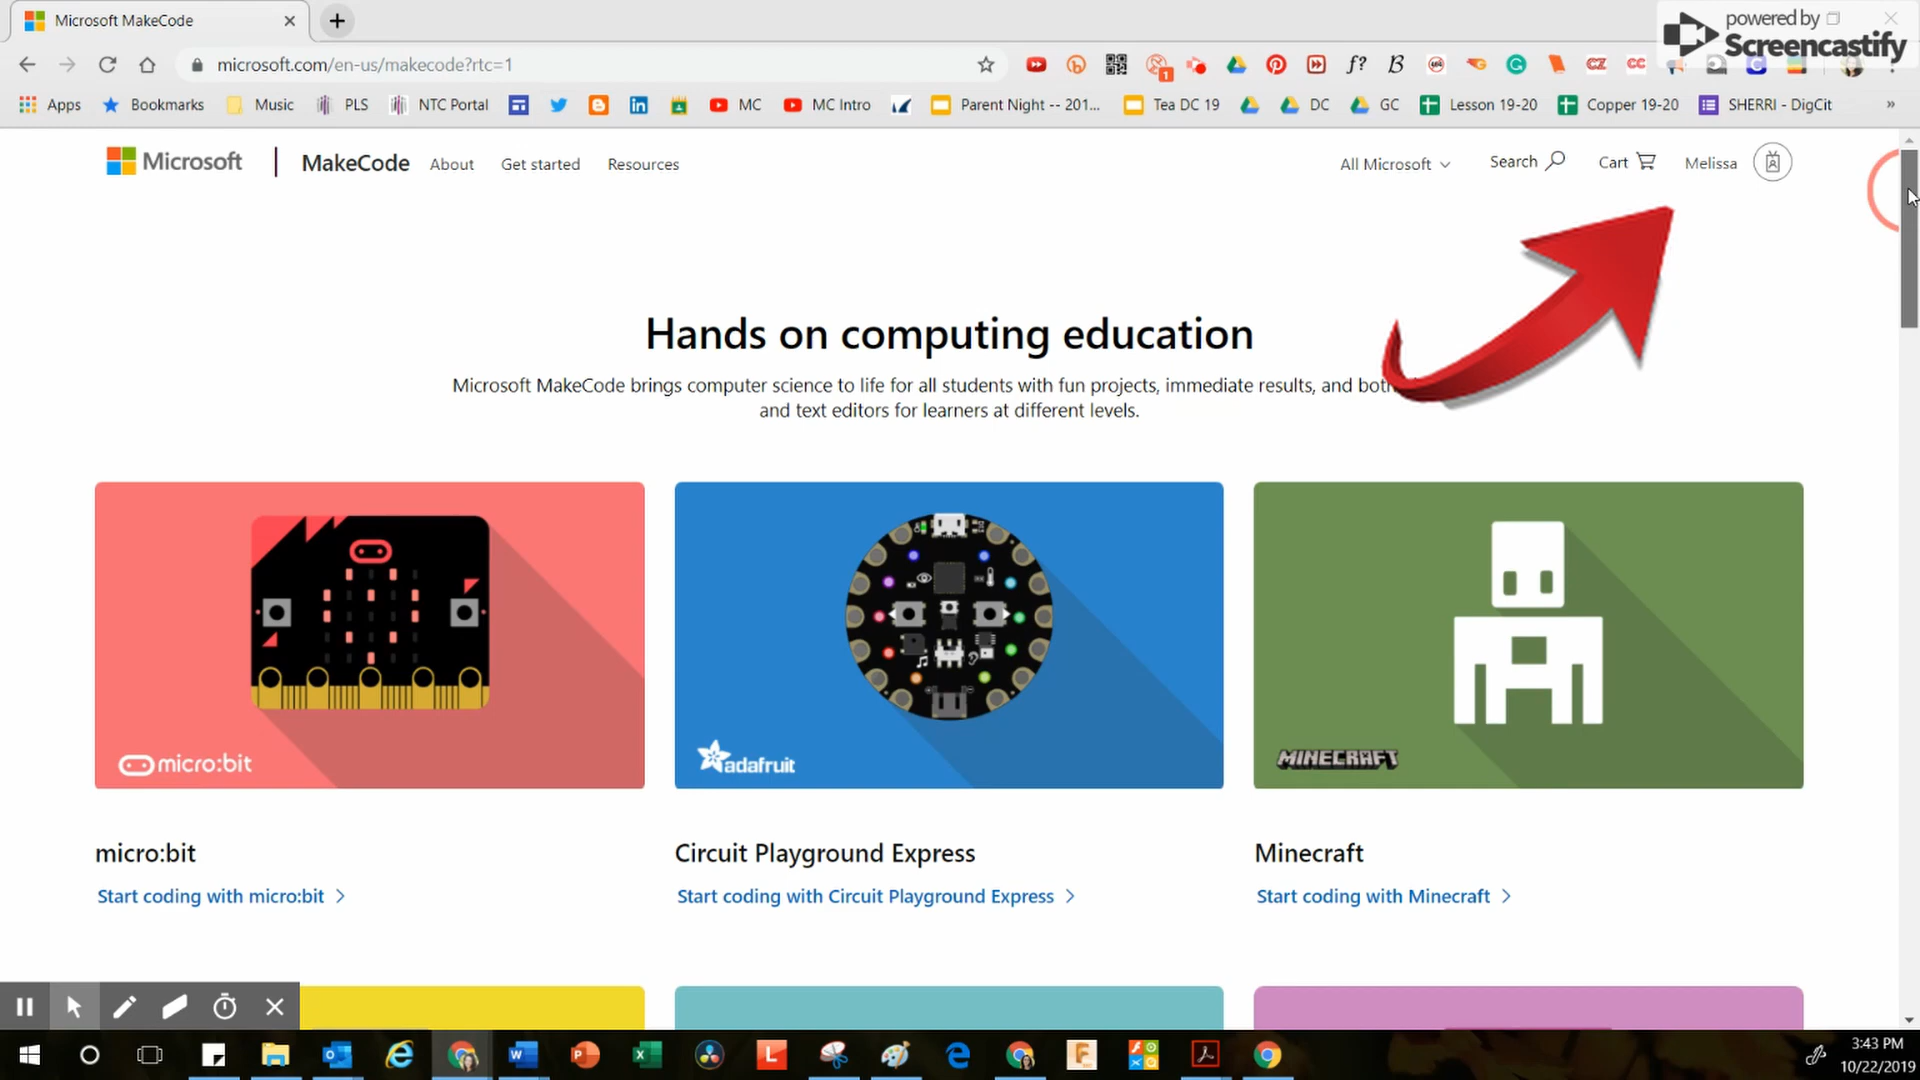 Microsoft MakeCode
powered by
Screencastify
microsoft.com/en-us/makecode?rtc=1
Apps
Bookmarks
Music
PLS
NTC Portal
MC
MC Intro
Parent Night -- 201...
Tea DC 19
DC
GC
Lesson 19-20
Copper 19-20
SHERRI - DigCit
Microsoft
MakeCode
About
Get started
Resources
All Microsoft
Search
Cart
Melissa
Hands on computing education
Microsoft MakeCode brings computer science to life for all students with fun projects, immediate results, and both
and text editors for learners at different levels.
micro:bit
adafruit
MINECRAFT
micro:bit
Circuit Playground Express
Minecraft
Start coding with micro:bit
Start coding with Circuit Playground Express
Start coding with Minecraft
3:43 PM
10/22/2019